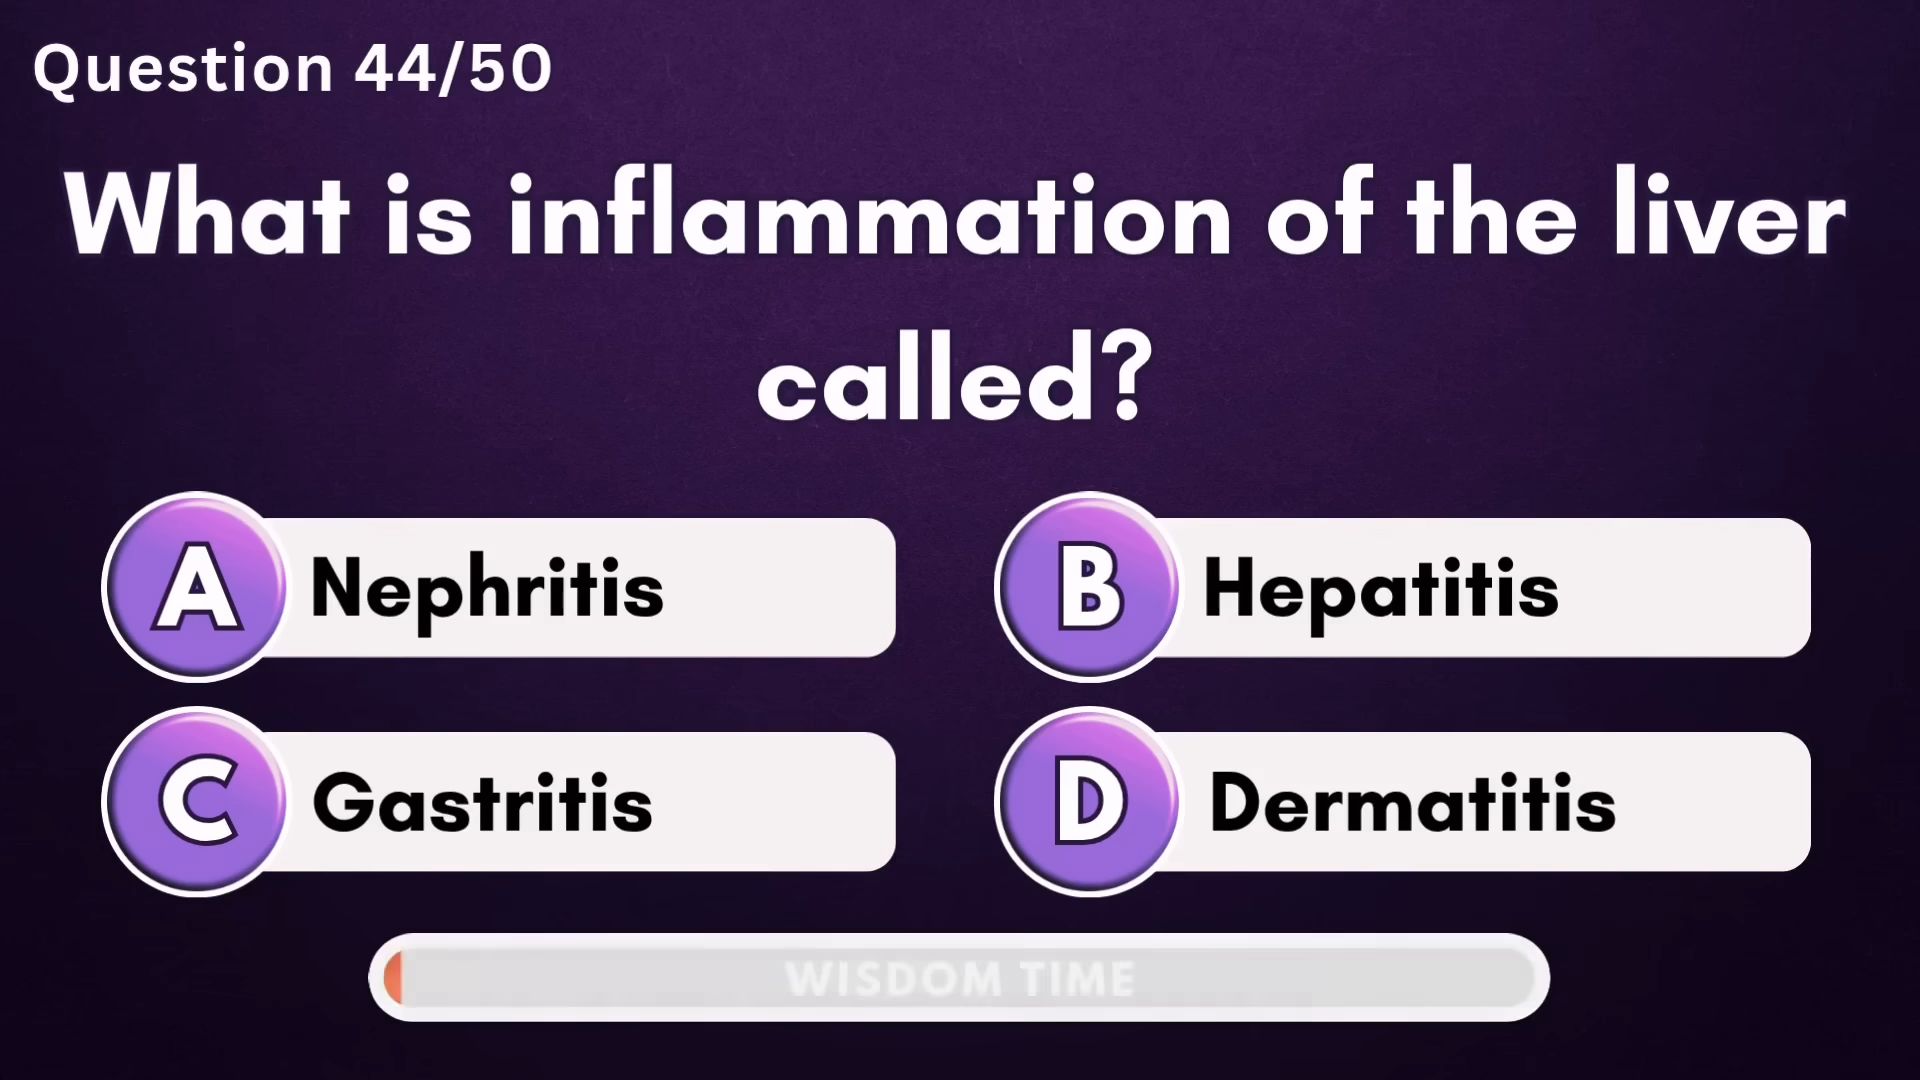 Question 44/50
What is inflammation of the liver
called?
A Nephritis
B Hepatitis
C Gastritis
D Dermatitis
WISDOM TIME